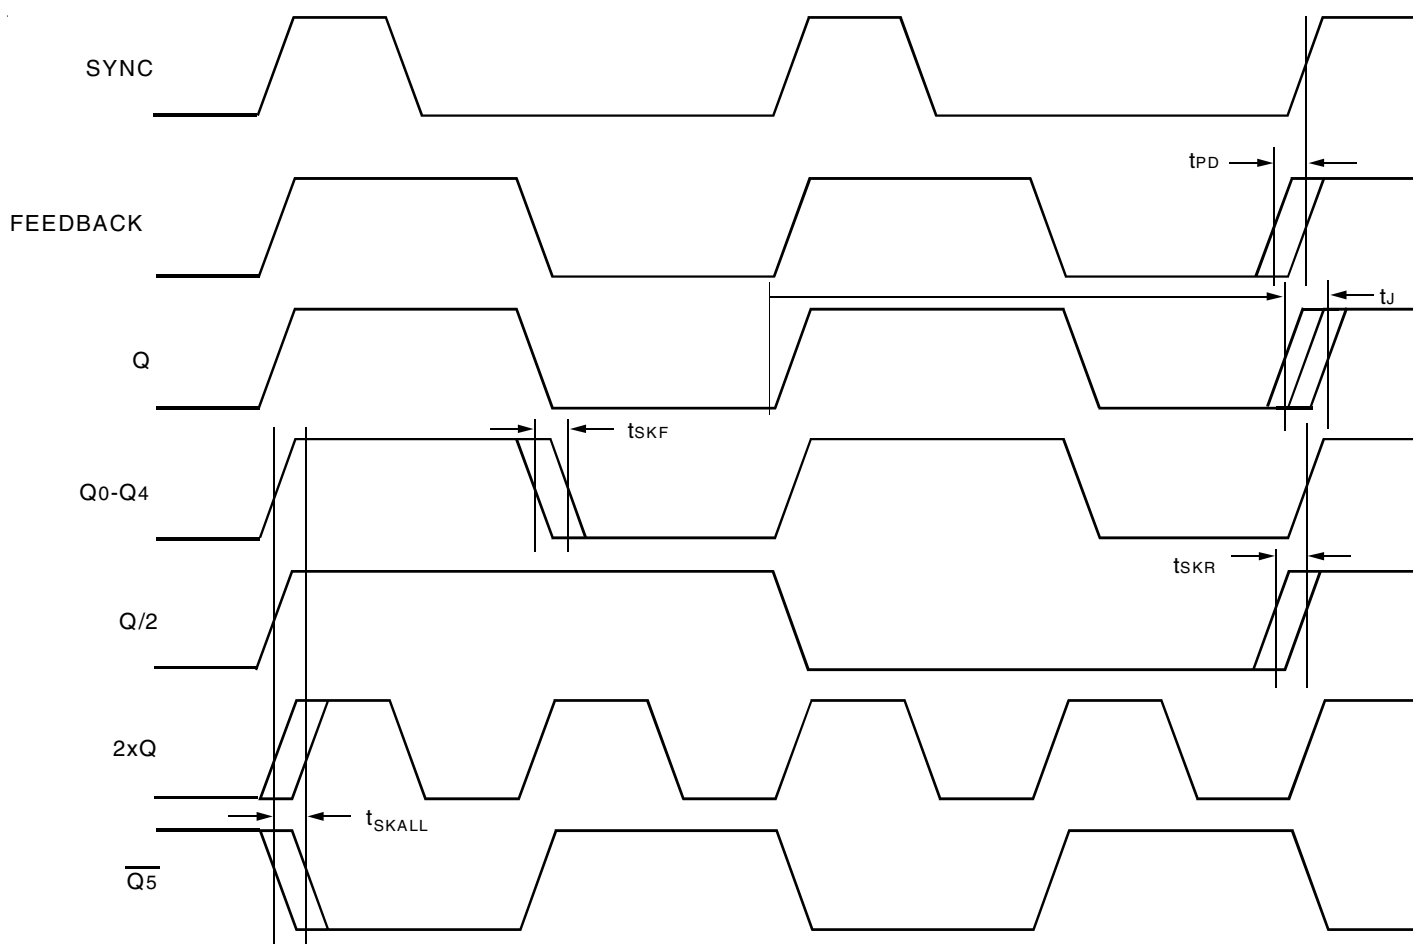 SYNC
tPD
FEEDBACK
tJ
Q
tSKF
Q0-Q4
tSKR
Q/2
2xQ
tSKALL
Q5